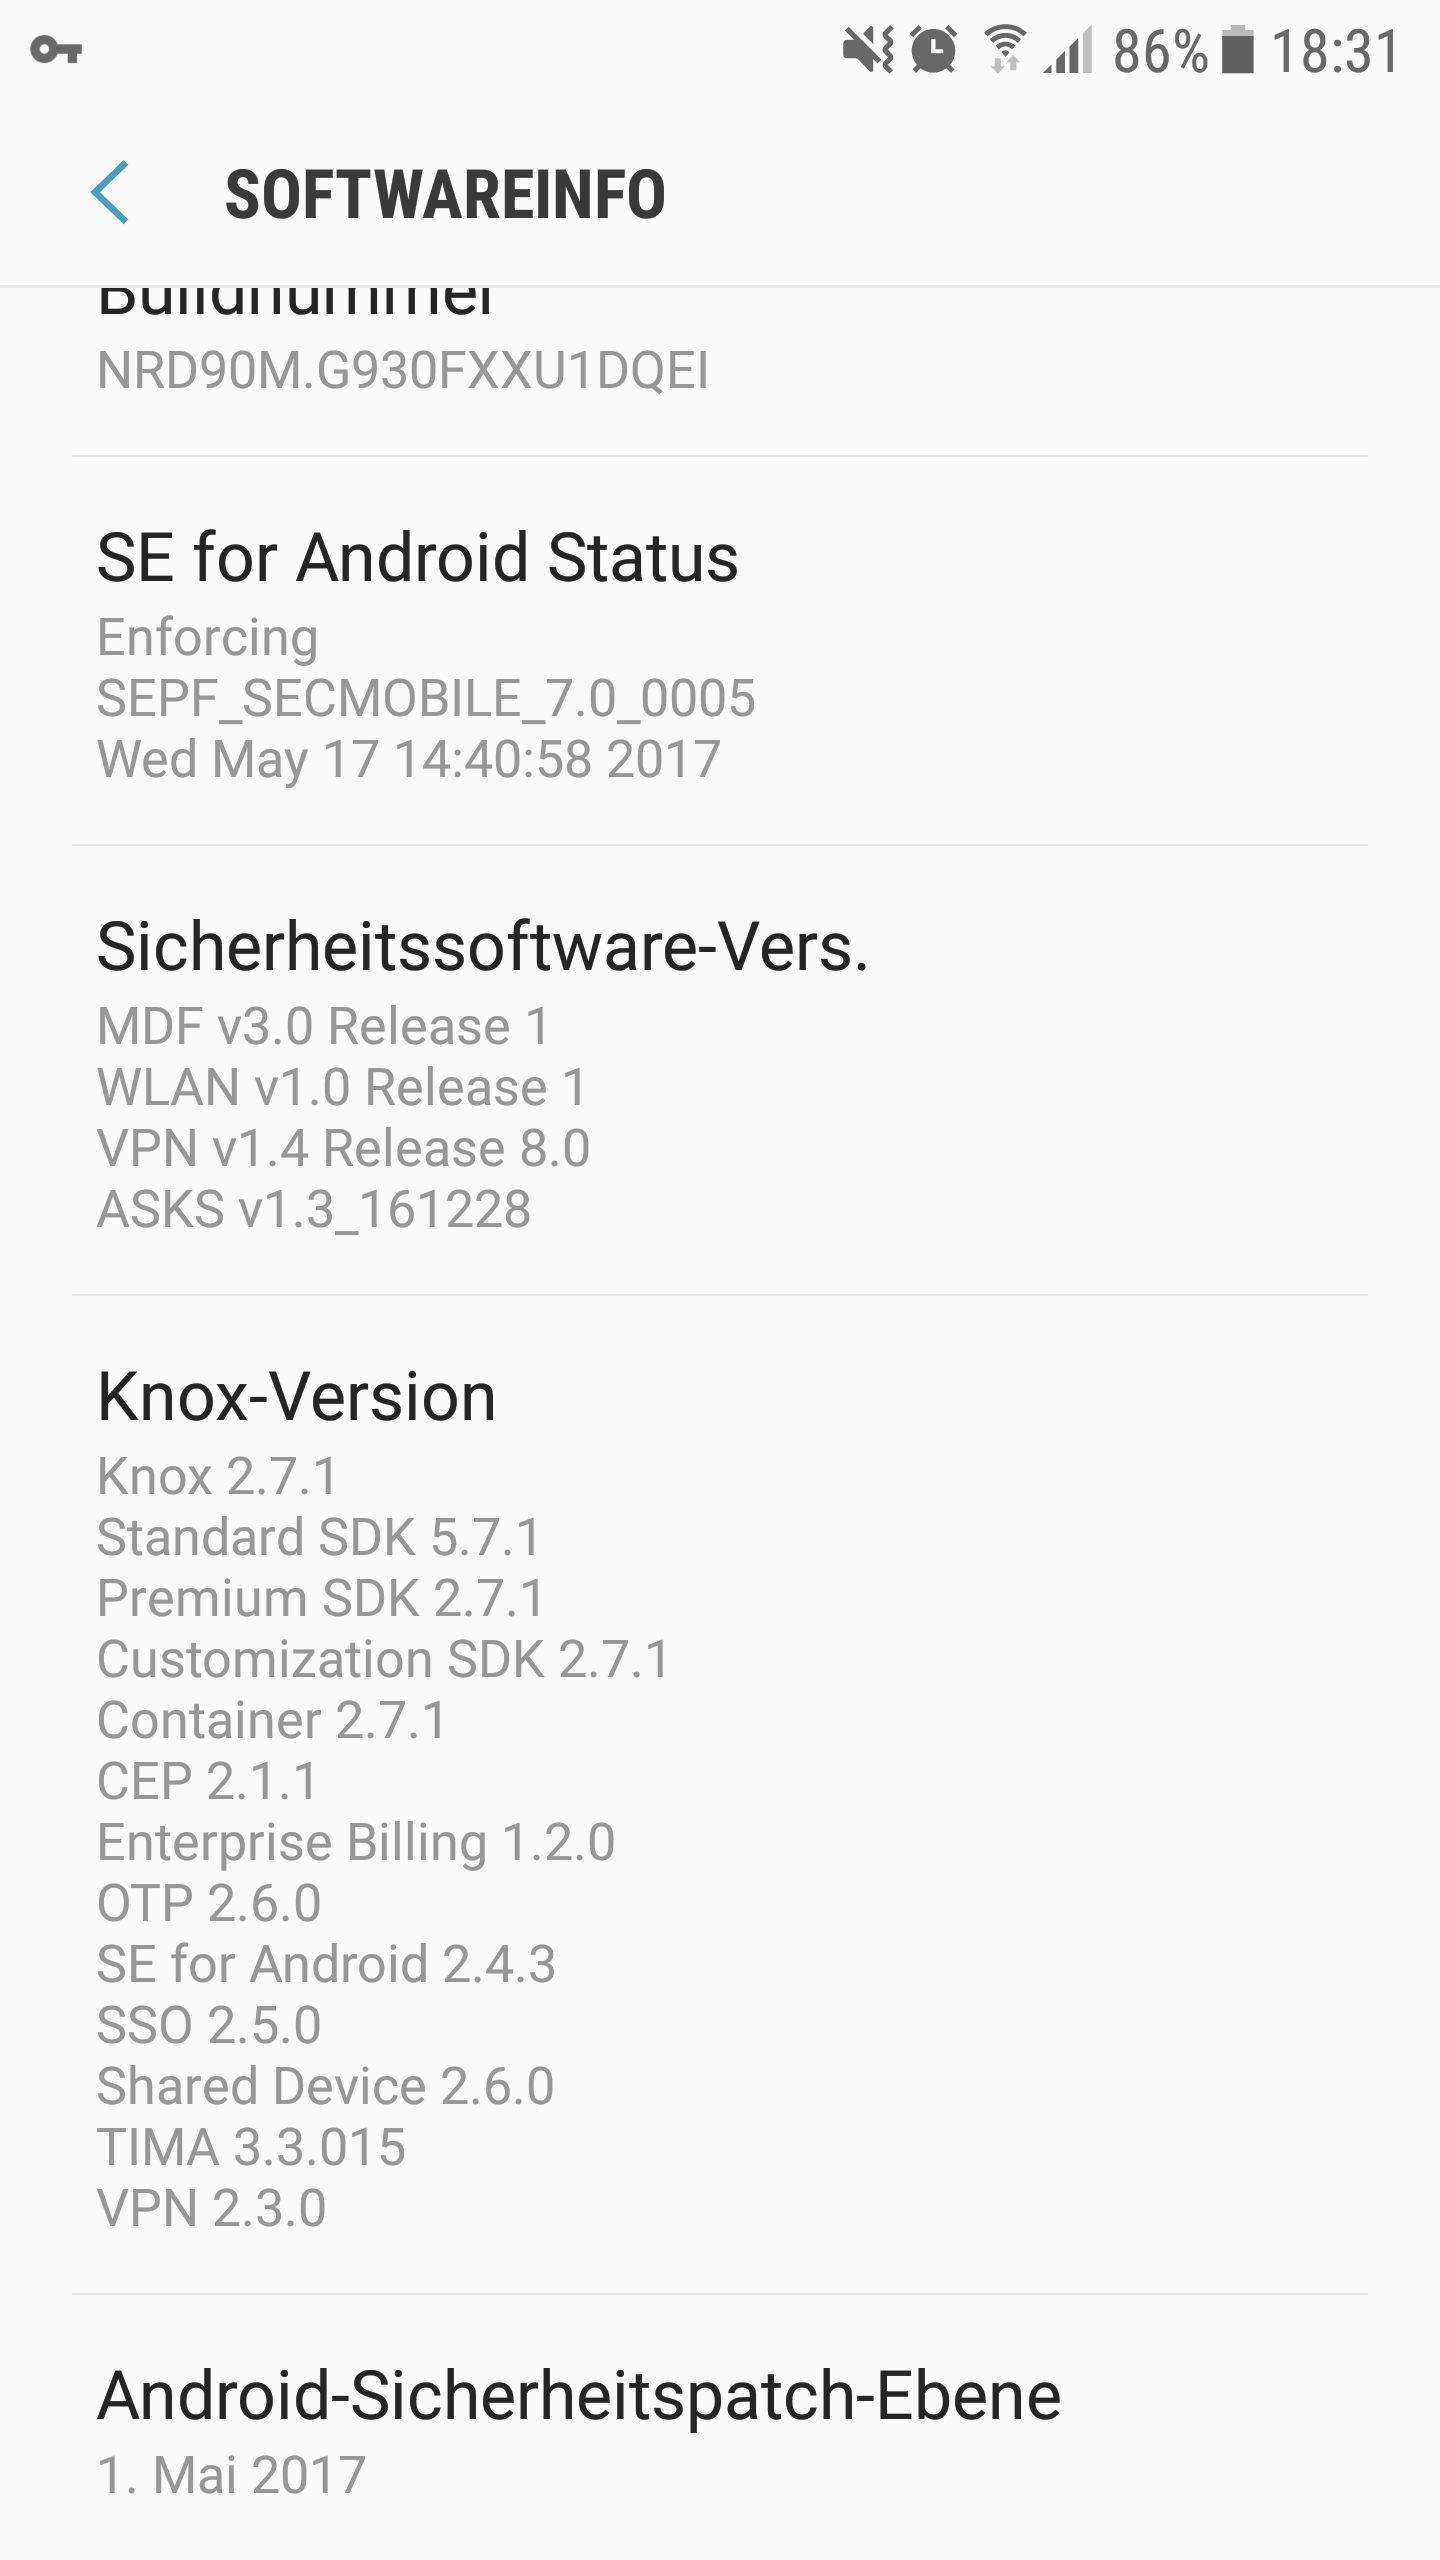 86% 18:31
SOFTWAREINFO
Buildnummer
NRD90M.G930FXXU1DQEI
SE for Android Status
Enforcing
SEPF_SECMOBILE_7.0_0005
Wed May 17 14:40:58 2017
Sicherheitssoftware-Vers.
MDF v3.0 Release 1
WLAN v1.0 Release 1
VPN v1.4 Release 8.0
ASKS v1.3_161228
Knox-Version
Knox 2.7.1
Standard SDK 5.7.1
Premium SDK 2.7.1
Customization SDK 2.7.1
Container 2.7.1
CEP 2.1.1
Enterprise Billing 1.2.0
OTP 2.6.0
SE for Android 2.4.3
SSO 2.5.0
Shared Device 2.6.0
TIMA 3.3.015
VPN 2.3.0
Android-Sicherheitspatch-Ebene
1. Mai 2017